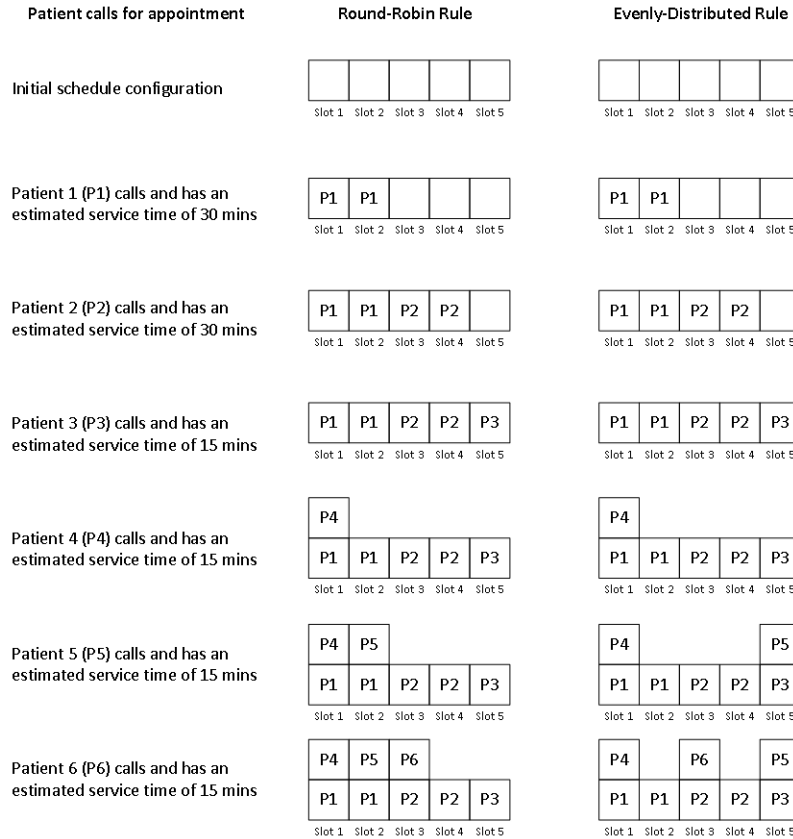 Patient calls for appointment Round-Robin Rule Evenly-Distributed Rule
Initial schedule configuration
Slot 1 Slot 2 Slot 3 Slot 4 Slot 5 Slot 1 Slot 2 Slot 3 Slot 4 Slot 5
Patient 1 (P1) calls and has an
estimated service time of 30 mins
P1 P1 P1 P1
Slot 1 Slot 2 Slot 3 Slot 4 Slot 5 Slot 1 Slot 2 Slot 3 Slot 4 Slot 5
Patient 2 (P2) calls and has an
estimated service time of 30 mins
P1 P1 P2 P2 P1 P1 P2 P2
Slot 1 Slot 2 Slot 3 Slot 4 Slot 5 Slot 1 Slot 2 Slot 3 Slot 4 Slot 5
Patient 3 (P3) calls and has an
estimated service time of 15 mins
P1 P1 P2 P2 P3 P1 P1 P2 P2 P3
Slot 1 Slot 2 Slot 3 Slot 4 Slot 5 Slot 1 Slot 2 Slot 3 Slot 4 Slot 5
Patient 4 (P4) calls and has an
estimated service time of 15 mins
P4 P4
P1 P1 P2 P2 P3 P1 P1 P2 P2 P3
Slot 1 Slot 2 Slot 3 Slot 4 Slot 5 Slot 1 Slot 2 Slot 3 Slot 4 Slot 5
Patient 5 (P5) calls and has an
estimated service time of 15 mins
P4 P5 P4 P5
P1 P1 P2 P2 P3 P1 P1 P2 P2 P3
Slot 1 Slot 2 Slot 3 Slot 4 Slot 5 Slot 1 Slot 2 Slot 3 Slot 4 Slot 5
Patient 6 (P6) calls and has an
estimated service time of 15 mins
P4 P5 P6 P4 P6 P5
P1 P1 P2 P2 P3 P1 P1 P2 P2 P3
Slot 1 Slot 2 Slot 3 Slot 4 Slot 5 Slot 1 Slot 2 Slot 3 Slot 4 Slot 5